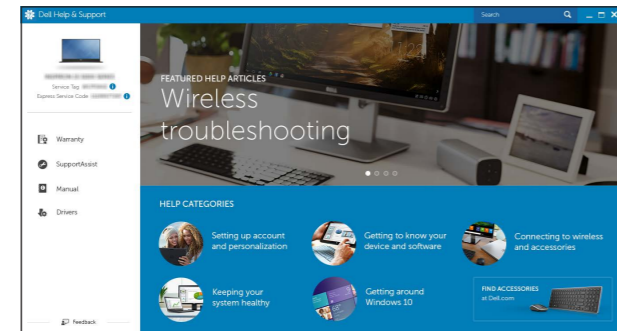 Dell Help & Support
Search
Service Tag:
Express Service Code:
Warranty
SupportAssist
Manual
Drivers
Feedback
FEATURED HELP ARTICLES
Wireless
troubleshooting
HELP CATEGORIES
Setting up account
and personalization
Getting to know your
device and software
Connecting to wireless
and accessories
Keeping your
system healthy
Getting around
Windows 10
FIND ACCESSORIES
at Dell.com